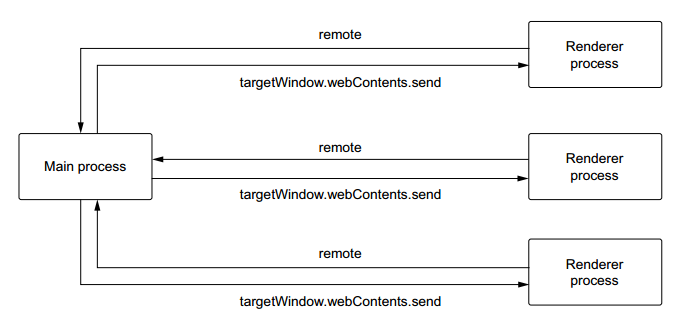 remote
Renderer
process
targetWindow.webContents.send
Main process
remote
Renderer
process
targetWindow.webContents.send
remote
Renderer
process
targetWindow.webContents.send